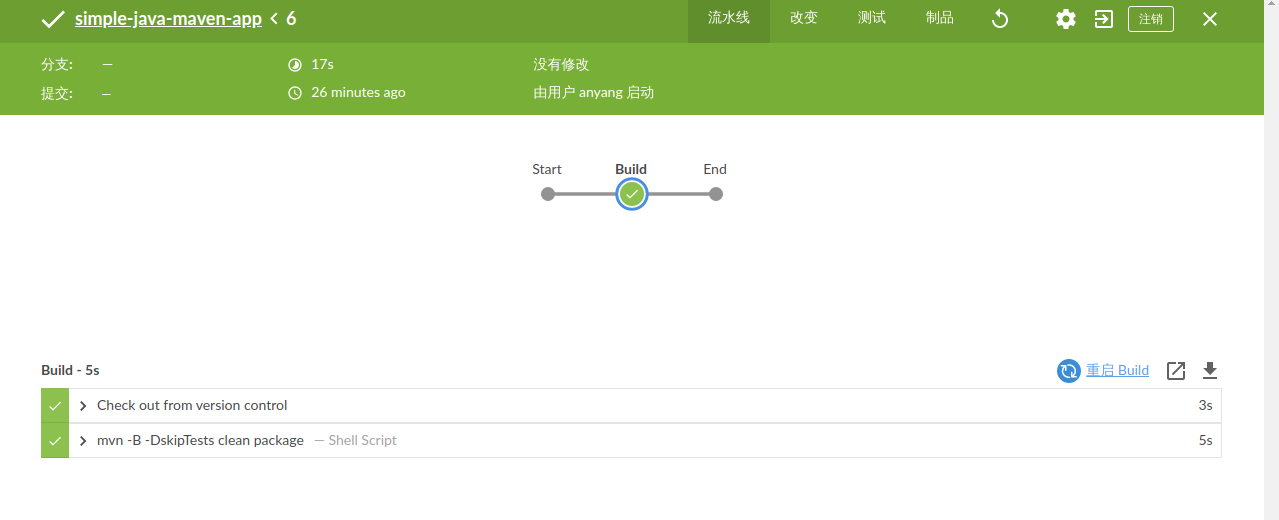 simple-java-maven-app < 6 流水线 改变 测试 制品 注销
分支: — 17s 没有修改
提交: — 26 minutes ago 由用户 anyang 启动
Start Build End
Build - 5s 重启 Build
Check out from version control 3s
mvn -B -DskipTests clean package — Shell Script 5s